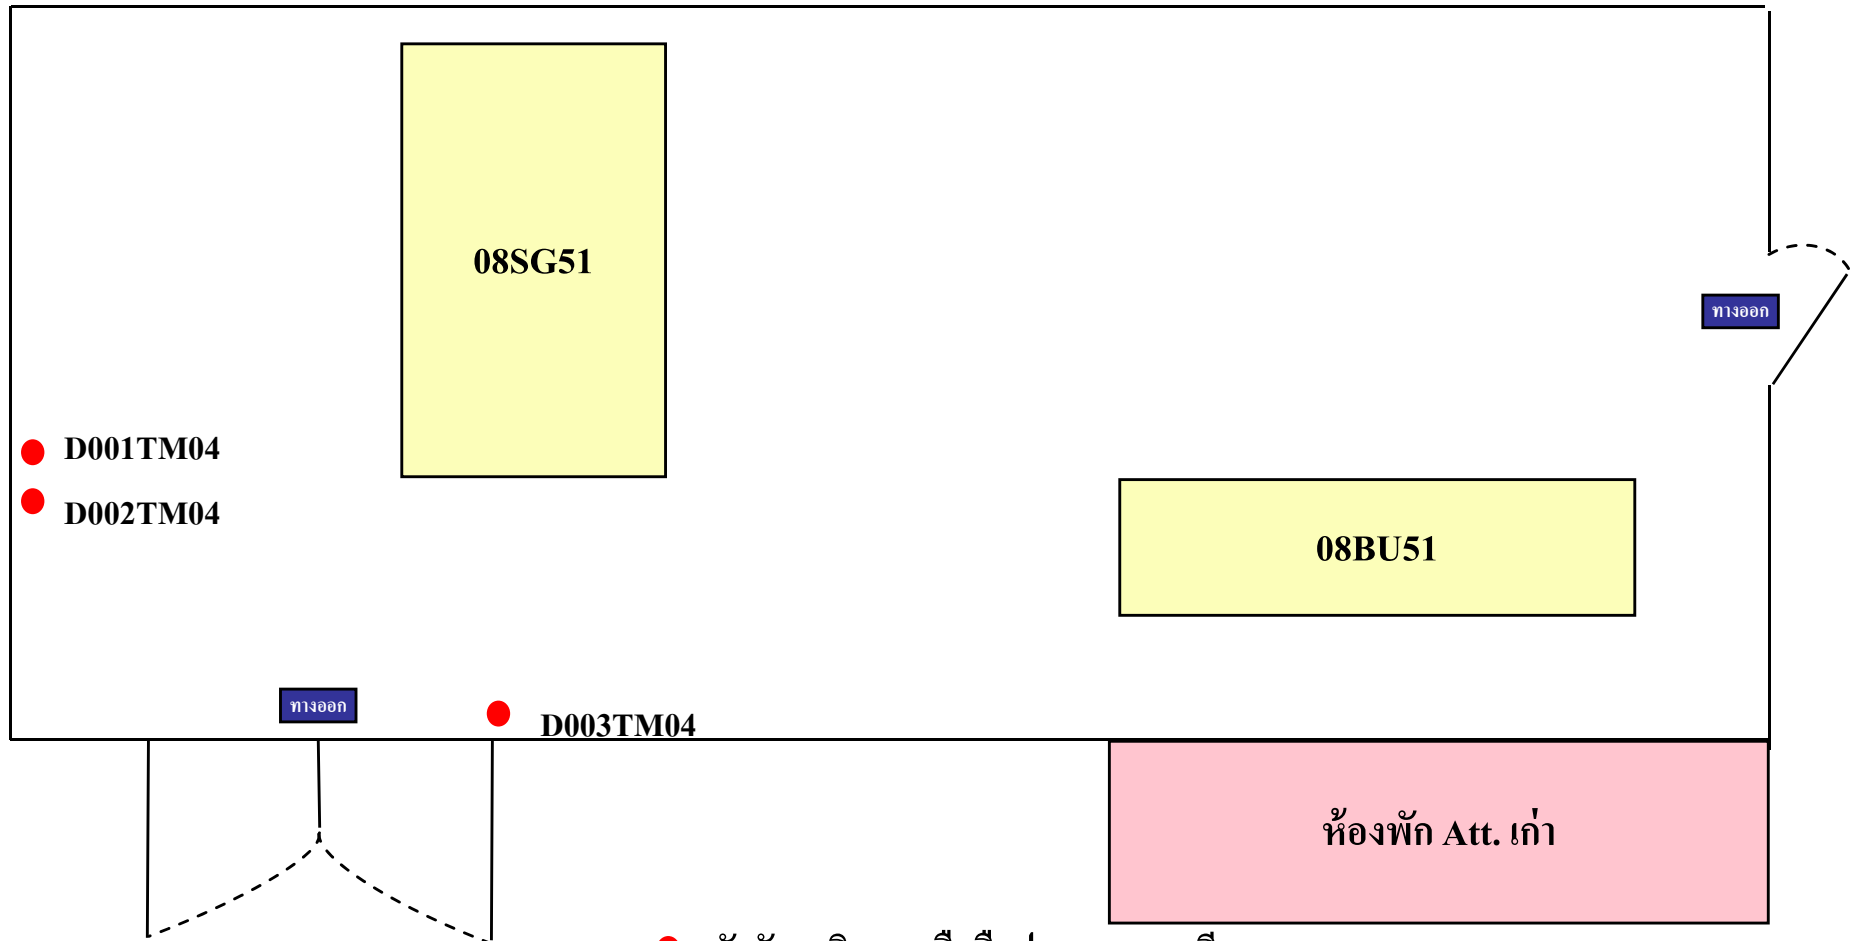 08SG51
ทางออก
D001TM04
D002TM04
08BU51
ทางออก
D003TM04
ห้องพัก Att. เก่า